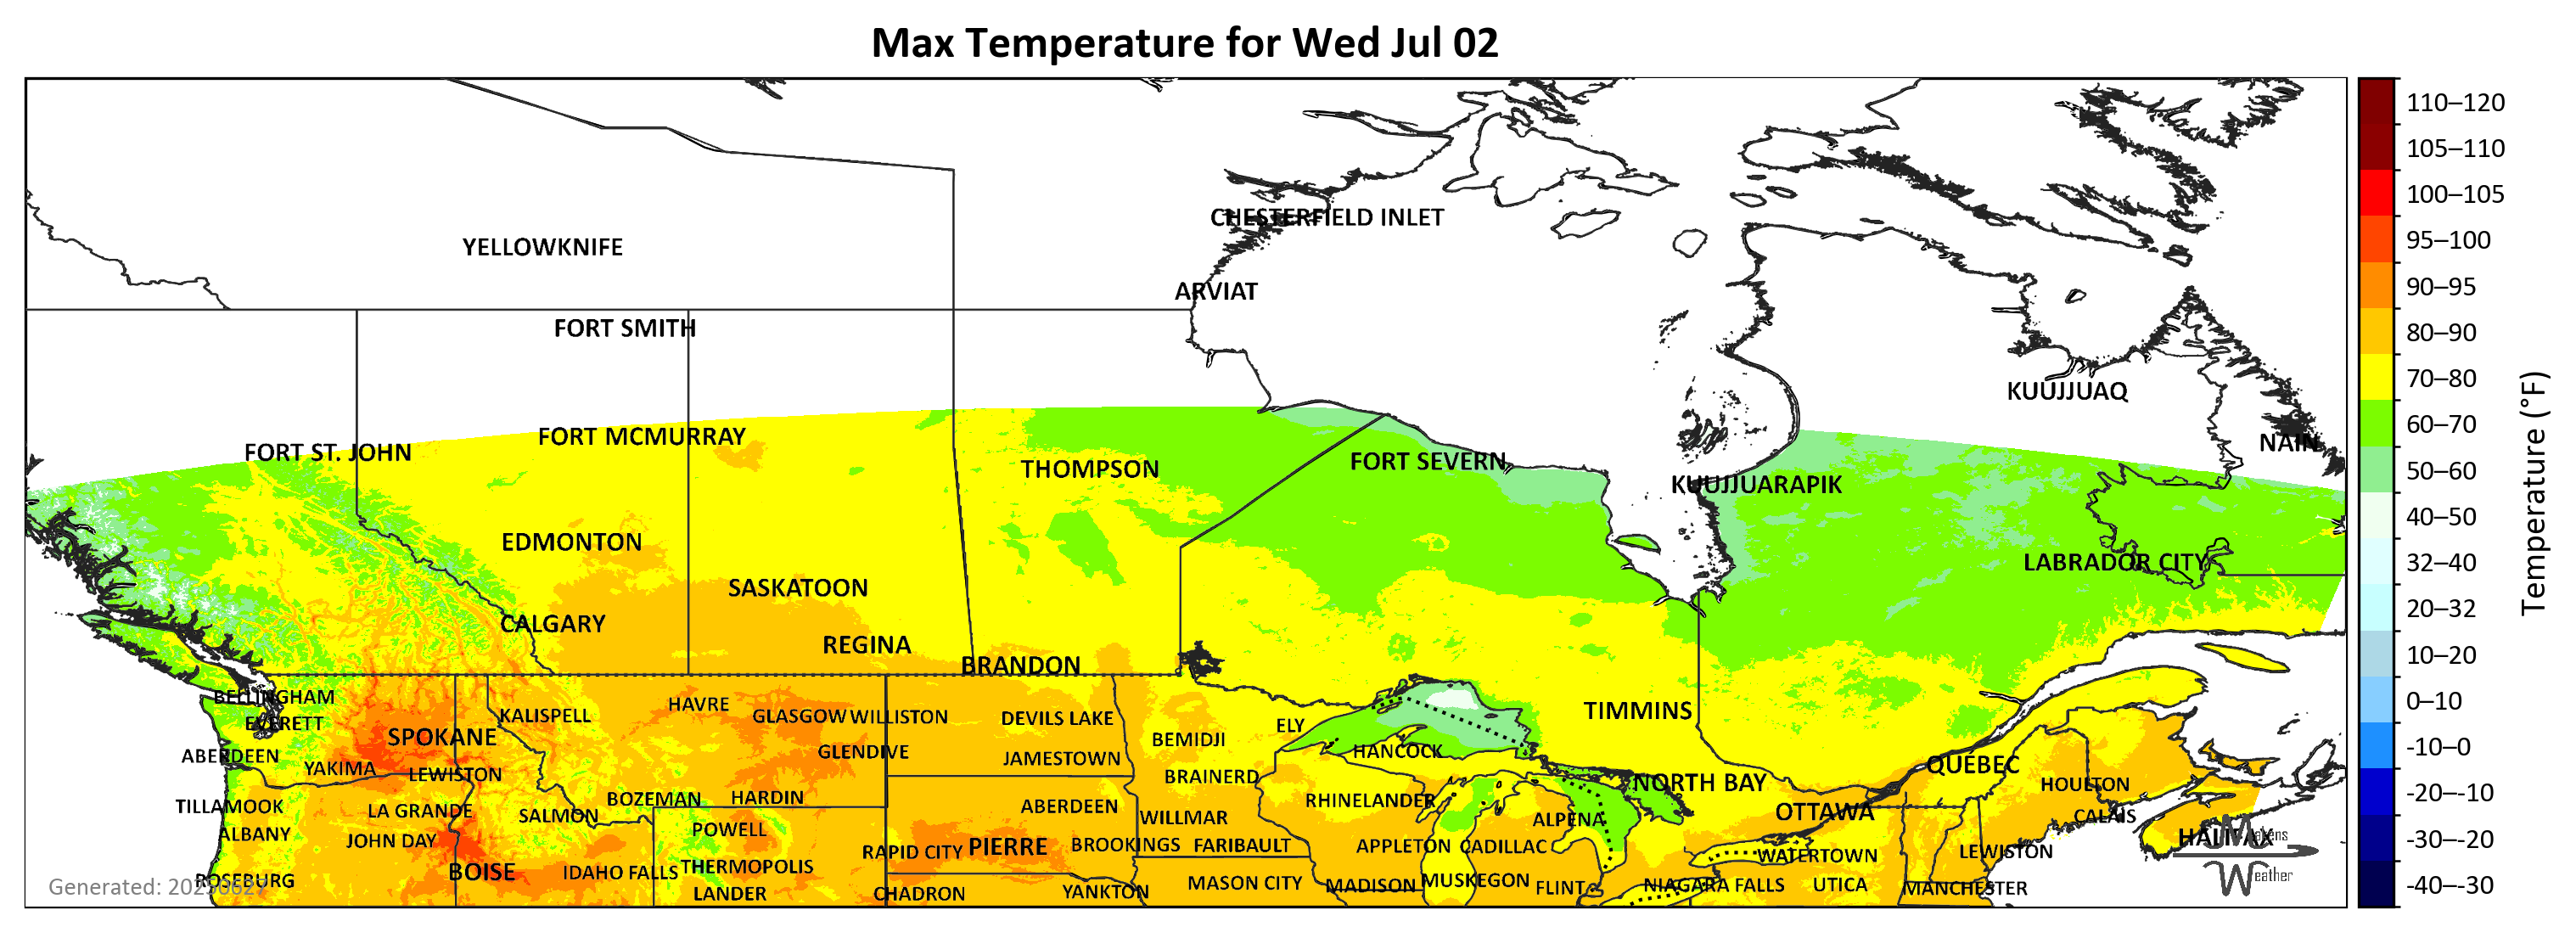 Max Temperature for Wed Jul 02
110–120
105–110
100–105
95–100
90–95
80–90
70–80
60–70
50–60
40–50
32–40
20–32
10–20
0–10
-10–0
-20–-10
-30–-20
-40–-30
Temperature (°F)
CHESTERFIELD INLET
YELLOWKNIFE
ARVIAT
FORT SMITH
KUUJJUAQ
FORT MCMURRAY
NAIN
FORT ST. JOHN
FORT SEVERN
THOMPSON
KUUJJUARAPIK
EDMONTON
LABRADOR CITY
SASKATOON
CALGARY
REGINA
BRANDON
BELLINGHAM
HAVRE
TIMMINS
KALISPELL
GLASGOW WILLISTON
DEVILS LAKE
EVERETT
ELY
SPOKANE
BEMIDJI
HANCOCK
GLENDIVE
ABERDEEN
JAMESTOWN
QUÉBEC
YAKIMA
LEWISTON
BRAINERD
NORTH BAY
HOULTON
BOZEMAN
HARDIN
RHINELANDER
TILLAMOOK
LA GRANDE
SALMON
ABERDEEN
WILLMAR
OTTAWA
CALAIS
ALPENA
POWELL
ALBANY
HALIFAX
Makens
Weather
JOHN DAY
RAPID CITY
PIERRE
BROOKINGS
FARIBAULT
APPLETON
CADILLAC
LEWISTON
WATERTOWN
BOISE
IDAHO FALLS
THERMOPOLIS
ROSEBURG
MUSKEGON
MASON CITY
MADISON
FLINT
NIAGARA FALLS
UTICA
MANCHESTER
LANDER
CHADRON
YANKTON
Generated: 20250627